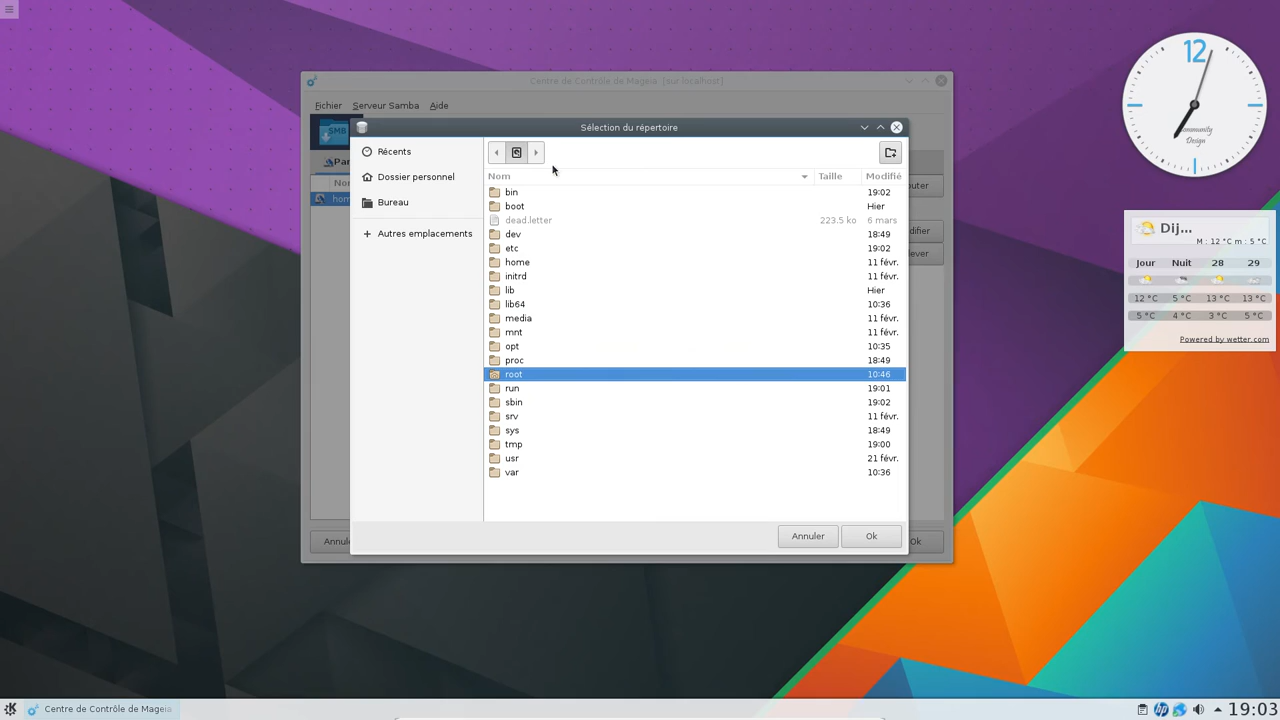 12
Community
Design
Centre de Contrôle de Mageia [sur localhost]
Fichier Serveur Samba Aide
SMB
Sélection du répertoire
Récents
Dossier personnel
Bureau
Autres emplacements
Nom Taille Modifié
bin 19:02
boot Hier
dead.letter 223.5 ko 6 mars
dev 18:49
etc 19:02
home 11 févr.
initrd 11 févr.
lib Hier
lib64 10:36
media 11 févr.
mnt 11 févr.
opt 10:35
proc 18:49
root 10:46
run 19:01
sbin 19:02
srv 11 févr.
sys 18:49
tmp 19:00
usr 21 févr.
var 10:36
Annuler Ok
Ok
Dij...
M : 12 °C m : 5 °C
Jour Nuit 28 29
12 °C 5 °C 13 °C 13 °C
5 °C 4 °C 3 °C 5 °C
Powered by wetter.com
Centre de Contrôle de Mageia
19:03